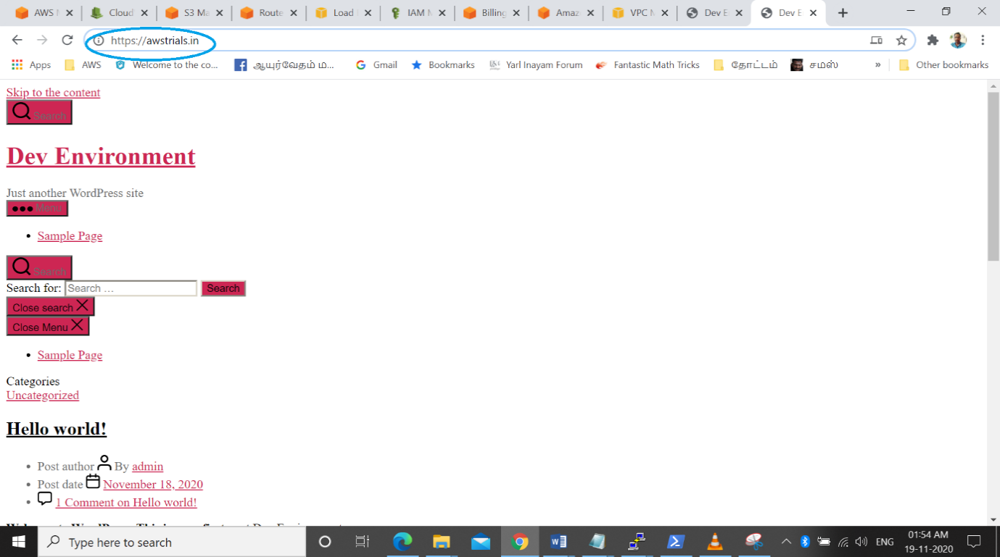 AWS Cloud S3 Ma Route Load IAM M Billing Amaz VPC Dev E Dev E
https://awstrials.in
Apps AWS Welcome to the co... ஆயுர்வேதம் ம... Gmail Bookmarks Yarl Inayam Forum Fantastic Math Tricks தோட்டம் சமஸ் » Other bookmarks
Skip to the content
Search
Dev Environment
Just another WordPress site
Menu
Sample Page
Search
Search for: Search … Search
Close search
Close Menu
Sample Page
Categories
Uncategorized
Hello world!
Post author By admin
Post date November 18, 2020
1 Comment on Hello world!
Type here to search ENG 01:54 AM
19-11-2020